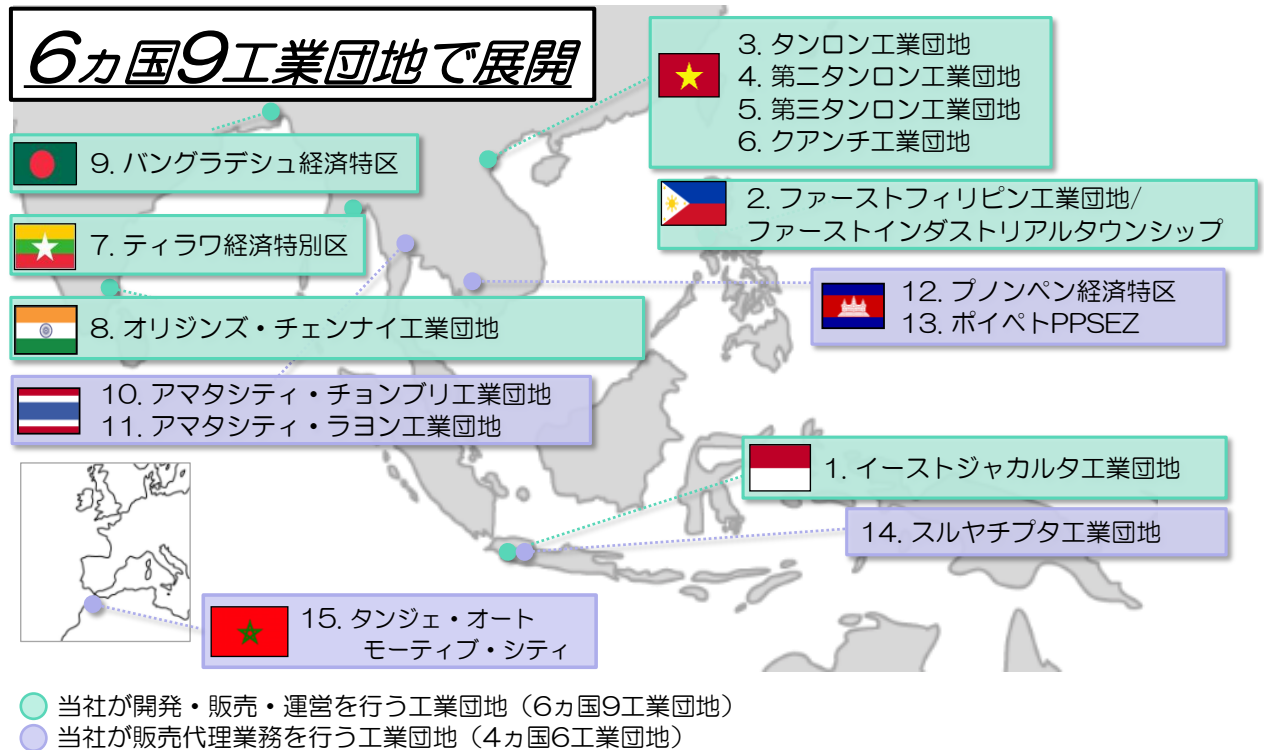 6ヵ国9工業団地で展開
3. タンロン工業団地
4. 第二タンロン工業団地
5. 第三タンロン工業団地
6. クアンチ工業団地
9. バングラデシュ経済特区
2. ファーストフィリピン工業団地/
ファーストインダストリアルタウンシップ
7. ティラワ経済特別区
12. プノンペン経済特区
13. ポイペトPPSEZ
8. オリジンズ・チェンナイ工業団地
10. アマタシティ・チョンブリ工業団地
11. アマタシティ・ラヨン工業団地
1. イーストジャカルタ工業団地
14. スルヤチプタ工業団地
15. タンジェ・オート
モーティブ・シティ
当社が開発・販売・運営を行う工業団地（6ヵ国9工業団地）
当社が販売代理業務を行う工業団地（4ヵ国6工業団地）